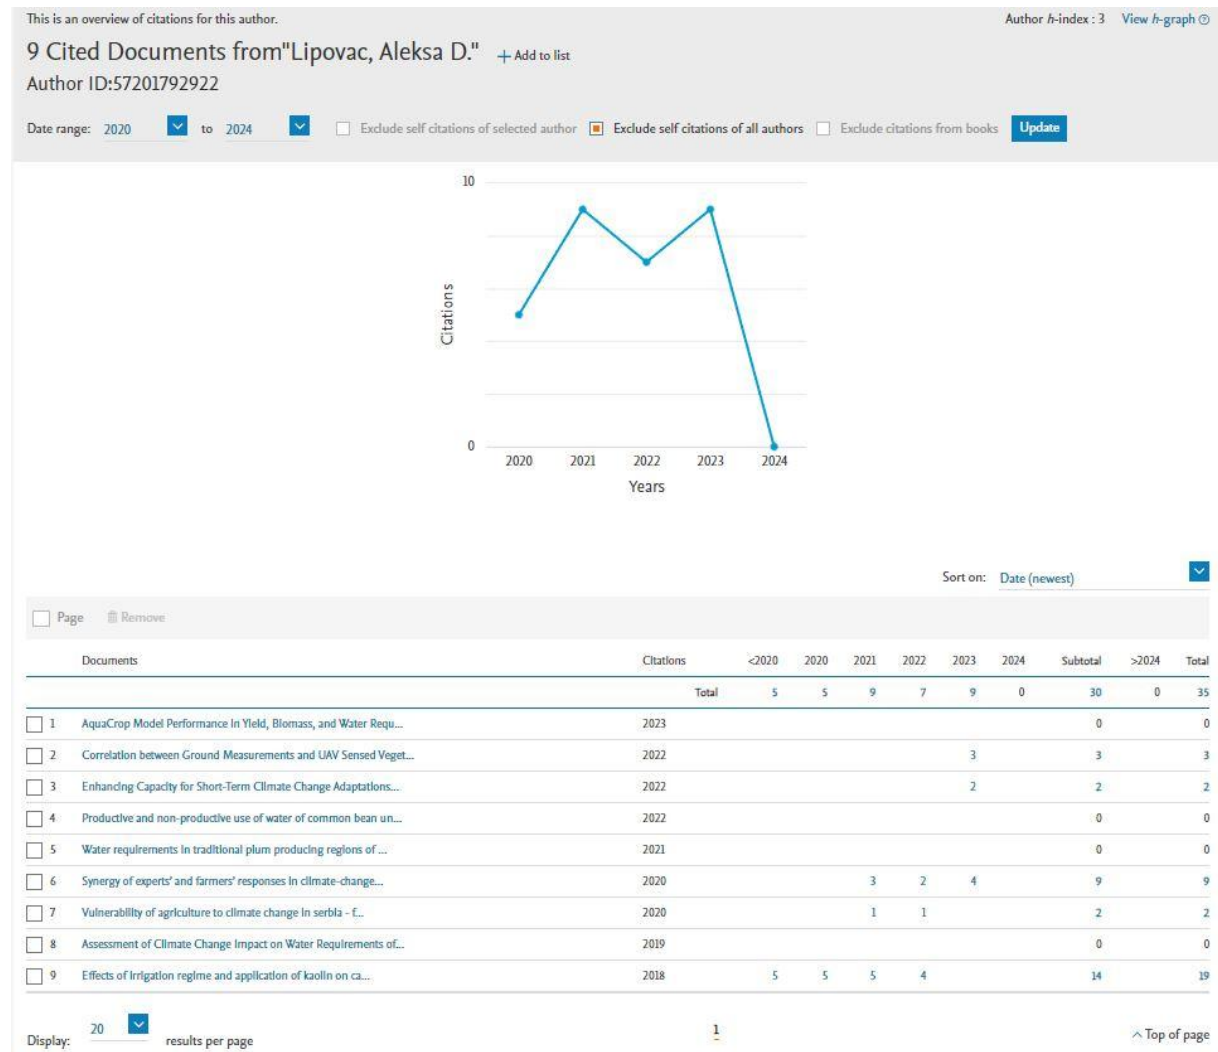 This is an overview of citations for this author.
Author h-index : 3 View h-graph
9 Cited Documents from"Lipovac, Aleksa D." + Add to list
Author ID:57201792922
Date range: 2020 to 2024 Exclude self citations of selected author Exclude self citations of all authors Exclude citations from books Update
10
Citations
0
2020 2021 2022 2023 2024
Years
Sort on: Date (newest)
Page Remove
Documents Citations <2020 2020 2021 2022 2023 2024 Subtotal >2024 Total
Total 5 5 9 7 9 0 30 0 35
1 AquaCrop Model Performance in Yield, Biomass, and Water Requ... 2023 0 0
2 Correlation between Ground Measurements and UAV Sensed Veget... 2022 3 3 3
3 Enhancing Capacity for Short-Term Climate Change Adaptations... 2022 2 2 2
4 Productive and non-productive use of water of common bean un... 2022 0 0
5 Water requirements in traditional plum producing regions of ... 2021 0 0
6 Synergy of experts' and farmers' responses in climate-change... 2020 3 2 4 9 9
7 Vulnerability of agriculture to climate change in serbia - f... 2020 1 1 2 2
8 Assessment of Climate Change Impact on Water Requirements of... 2019 0 0
9 Effects of irrigation regime and application of kaolin on ca... 2018 5 5 5 4 14 19
Display: 20 results per page
1
Top of page